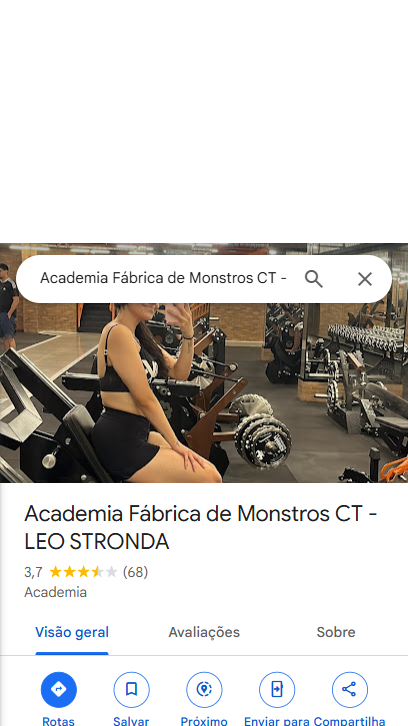 Academia Fábrica de Monstros CT -
Academia Fábrica de Monstros CT -
LEO STRONDA
3,7 (68)
Academia
Visão geral Avaliações Sobre
Rotas Salvar Próximo Enviar para Compartilha